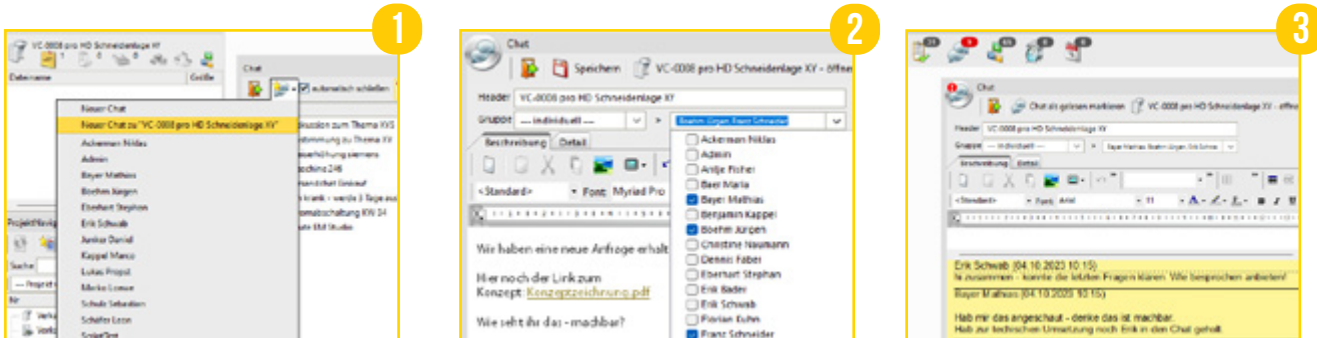 1
VC-0008 pro HD Schneidenlage XY
Dateiname
Größe
Chat
automatisch schließen
Neuer Chat
Neuer Chat zu "VC-0008 pro HD Schneidenlage XY"
Ackerman Niklas
Admin
Bayer Mathias
Boehm Jürgen
Eberhart Stephan
Erik Schwab
Junker Daniel
Kappel Marco
Lukas Propst
Schulz Sebastian
Schäfer Leon
ScriptTest
Suche
Nr
2
Chat
Speichern
VC-0008 pro HD Schneidenlage XY - öffne
Header
VC-0008 pro HD Schneidenlage XY
Gruppe
--- individuell ---
Boehm Jürgen, Franz Schneider
Beschreibung
Detail
<Standard>
Font: Myriad Pro
Wir haben eine neue Anfrage erhalt
Hier noch der Link zum
Konzept: Konzeptzeichnung.pdf
Wie seht ihr das - machbar?
Ackerman Niklas
Admin
Antje Fisher
Baer Maria
Bayer Mathias
Benjamin Kappel
Boehm Jürgen
Christine Naumann
Dennis Faber
Eberhart Stephan
Erik Bader
Erik Schwab
Florian Kuhn
Franz Schneider
3
Chat
Chat als gelesen markieren
VC-0008 pro HD Schneidenlage XY - öffne
Header
VC-0008 pro HD Schneidenlage XY
Gruppe
--- individuell ---
Beschreibung
Detail
<Standard>
Font: Arial
11
Erik Schwab (04.10.2023 10:15)
hi zusammen - konnte die letzten Fragen klären. Wie besprochen anbieten!
Bayer Mathias (04.10.2023 10:15)
Hab mir das angeschaut - denke das ist machbar.
Hab zur technischen Umsetzung noch Erik in den Chat geholt.